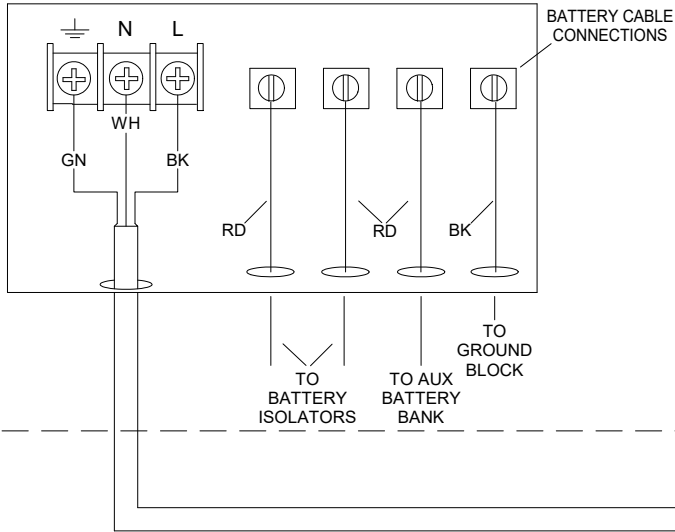 BATTERY CABLE
CONNECTIONS
N L
WH
GN
BK
RD
RD
BK
TO
BATTERY
ISOLATORS
TO AUX
BATTERY
BANK
TO
GROUND
BLOCK